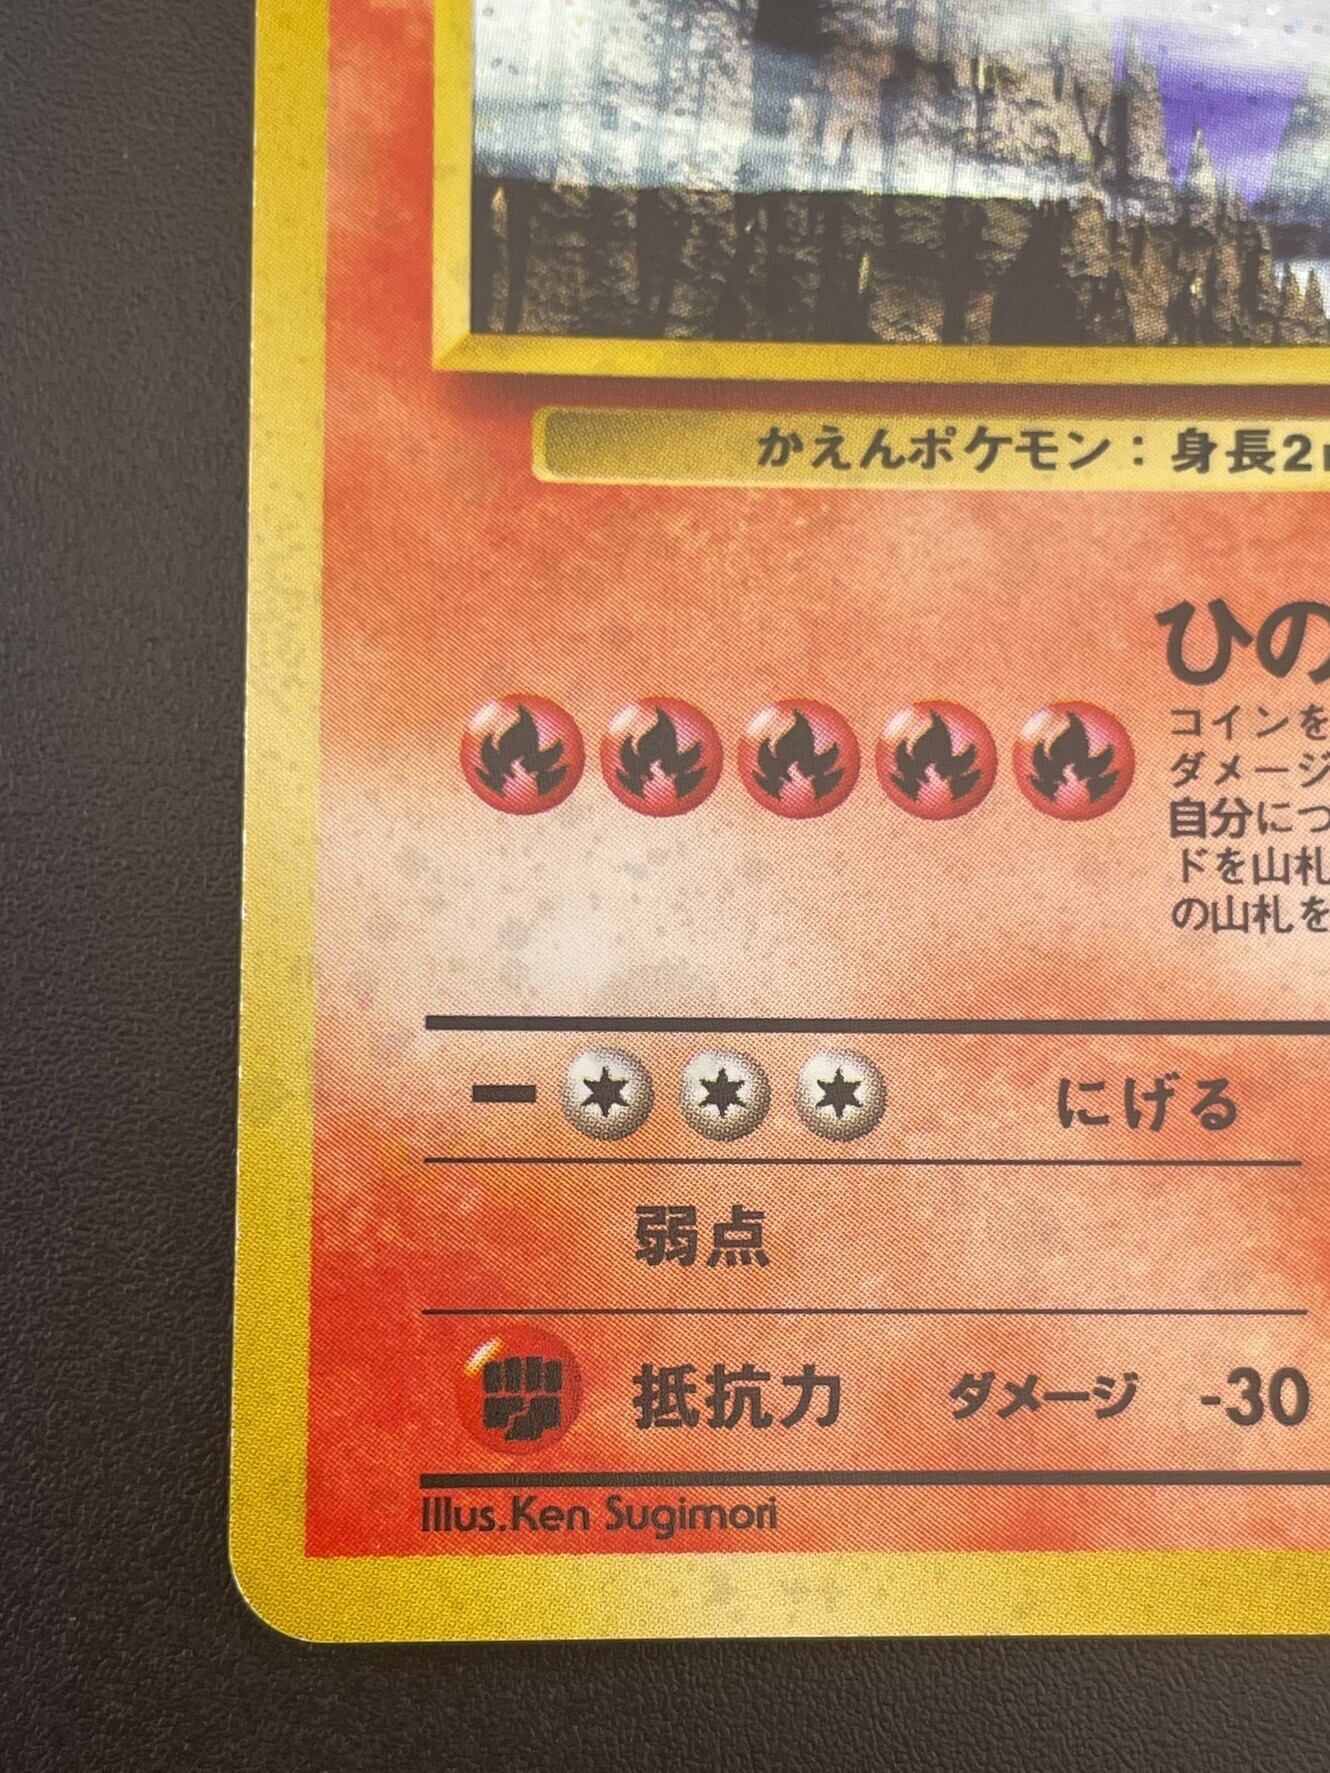 かえんポケモン：身長2
ひの
コインを
ダメージ
自分につ
ドを山札
の山札を
にげる
弱点
抵抗力 ダメージ -30
Illus.Ken Sugimori